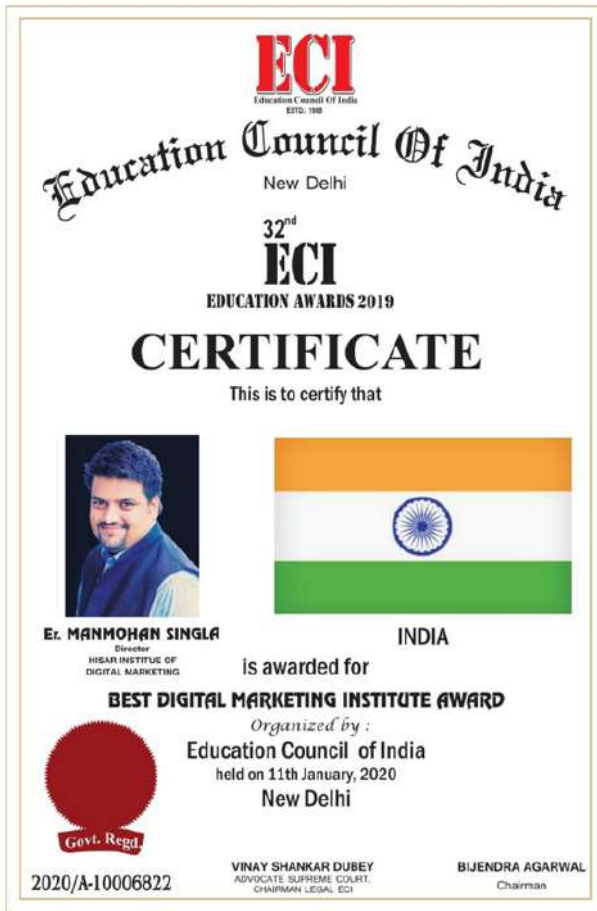 ECI
Education Council Of India
ESTD. 1988
Education Council Of India
New Delhi
32nd
ECI
EDUCATION AWARDS 2019
CERTIFICATE
This is to certify that
Er. MANMOHAN SINGLA
Director
HISAR INSTITUE OF
DIGITAL MARKETING
INDIA
is awarded for
BEST DIGITAL MARKETING INSTITUTE AWARD
Organized by :
Education Council of India
held on 11th January, 2020
New Delhi
Govt. Regd.
2020/A-10006822
VINAY SHANKAR DUBEY
ADVOCATE SUPREME COURT.
CHAIRMAN LEGAL ECI
BIJENDRA AGARWAL
Chairman